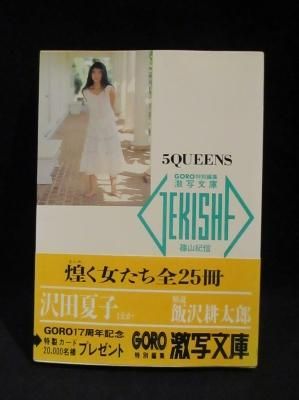 5QUEENS
GORO特別編集
激写文庫
GEKISHA
篠山紀信
煌く女たち全25冊
沢田夏子ほか
解説 飯沢耕太郎
GORO17周年記念
特製カード
20,000名様 プレゼント
GORO
特別編集
激写文庫